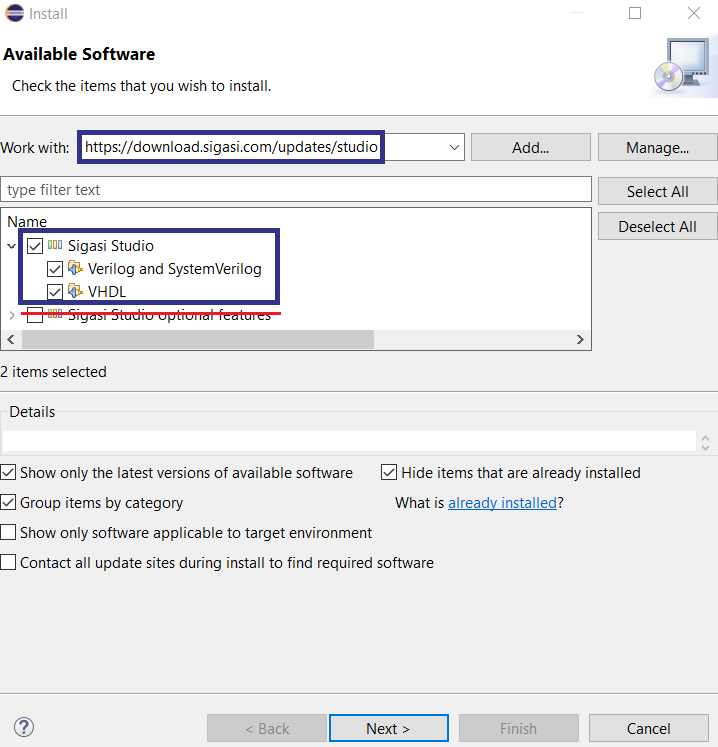 Install
Available Software
Check the items that you wish to install.
Work with: https://download.sigasi.com/updates/studio Add... Manage...
type filter text Select All
Name Deselect All
Sigasi Studio
Verilog and SystemVerilog
VHDL
Sigasi Studio optional features
2 items selected
Details
Show only the latest versions of available software Hide items that are already installed
Group items by category What is already installed?
Show only software applicable to target environment
Contact all update sites during install to find required software
? < Back Next > Finish Cancel